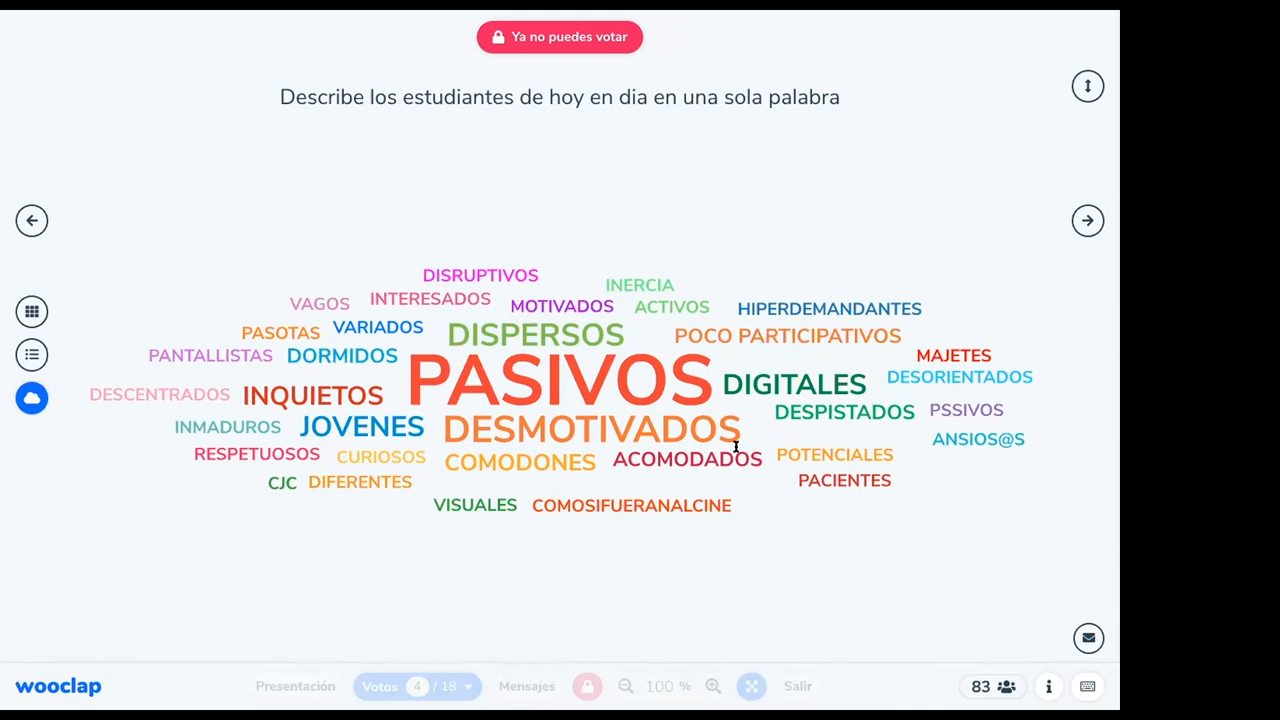 Ya no puedes votar
Describe los estudiantes de hoy en dia en una sola palabra
DISRUPTIVOS
INERCIA
VAGOS INTERESADOS MOTIVADOS ACTIVOS HIPERDEMANDANTES
PASOTAS VARIADOS DISPERSOS POCO PARTICIPATIVOS
PANTALLISTAS DORMIDOS MAJETES
PASIVOS
DESCENTRADOS INQUIETOS DIGITALES DESORIENTADOS
INMADUROS JOVENES DESMOTIVADOS DESPISTADOS PSSIVOS
ANSIOS@S
RESPETUOSOS CURIOSOS COMODONES ACOMODADOS POTENCIALES
CJC DIFERENTES PACIENTES
VISUALES COMOSIFUERANALCINE
wooclap Presentación Votos 4 / 18 Mensajes 100 % Salir 83